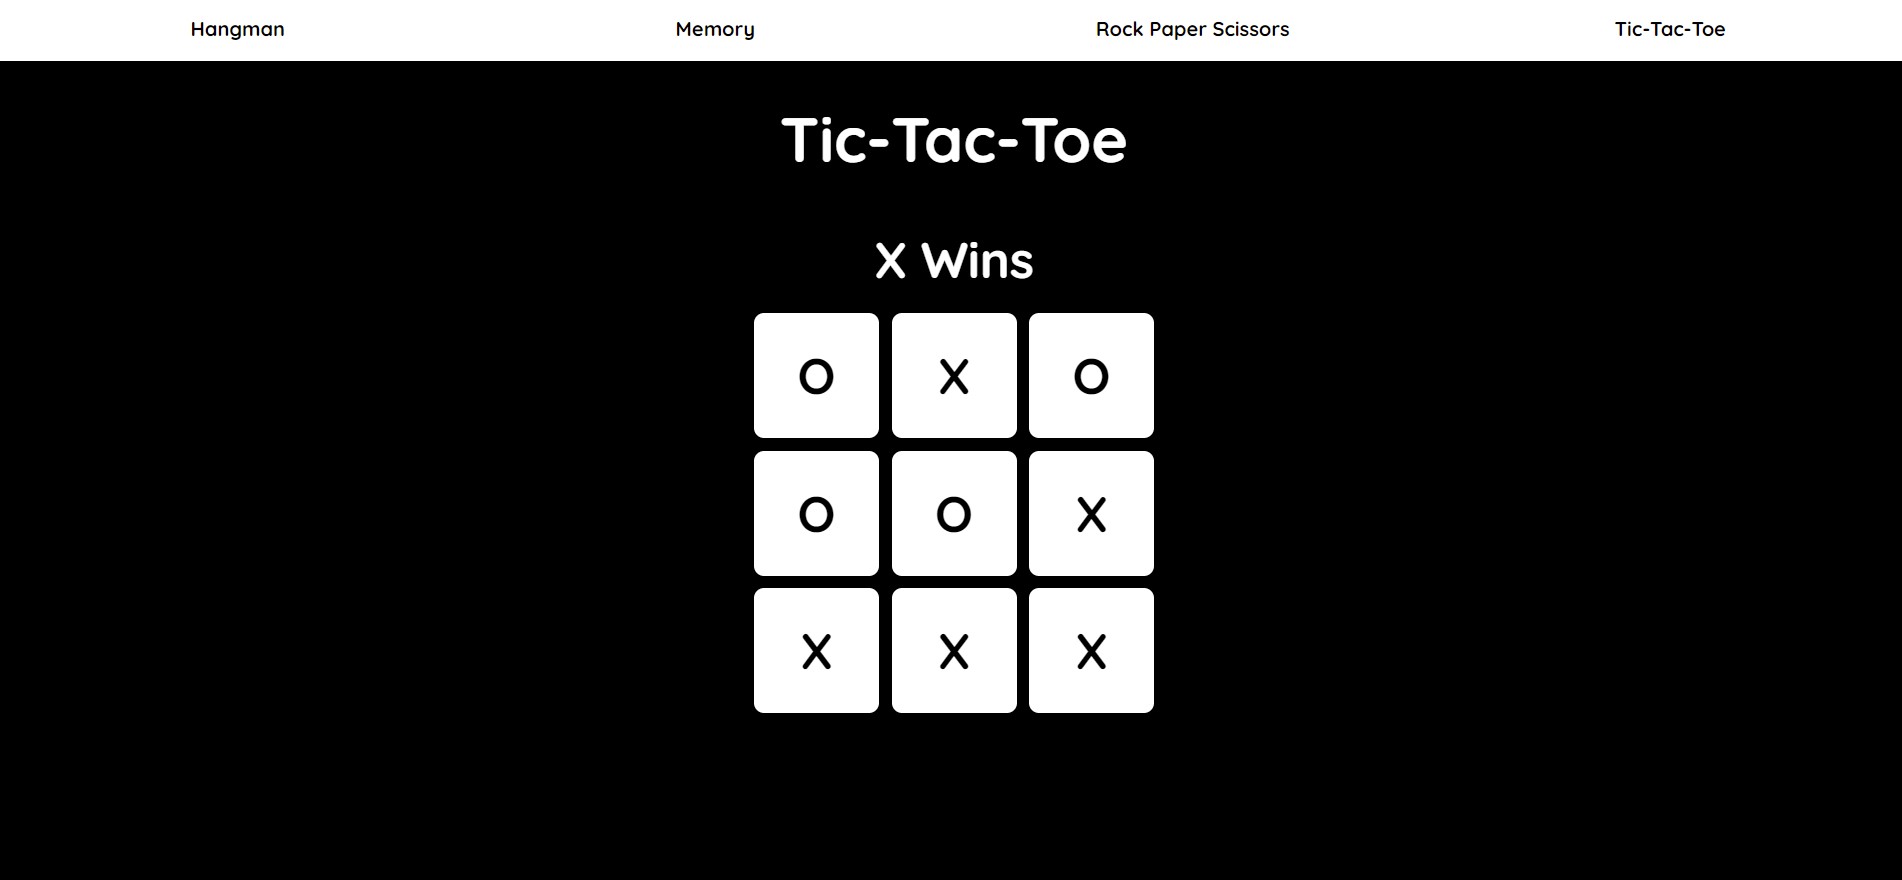 Hangman Memory Rock Paper Scissors Tic-Tac-Toe
Tic-Tac-Toe
X Wins
O X O
O O X
X X X